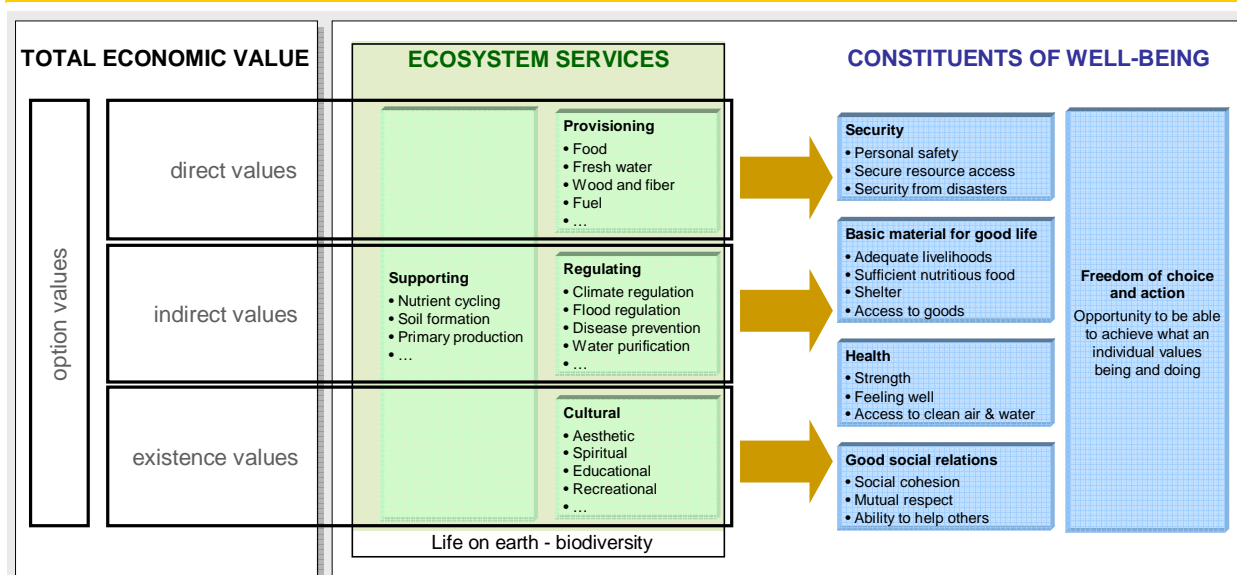 TOTAL ECONOMIC VALUE
option values
direct values
indirect values
existence values
ECOSYSTEM SERVICES
Supporting
• Nutrient cycling
• Soil formation
• Primary production
• …
Provisioning
• Food
• Fresh water
• Wood and fiber
• Fuel
• …
Regulating
• Climate regulation
• Flood regulation
• Disease prevention
• Water purification
• …
Cultural
• Aesthetic
• Spiritual
• Educational
• Recreational
• …
Life on earth - biodiversity
CONSTITUENTS OF WELL-BEING
Security
• Personal safety
• Secure resource access
• Security from disasters
Basic material for good life
• Adequate livelihoods
• Sufficient nutritious food
• Shelter
• Access to goods
Health
• Strength
• Feeling well
• Access to clean air & water
Good social relations
• Social cohesion
• Mutual respect
• Ability to help others
Freedom of choice
and action
Opportunity to be able
to achieve what an
individual values
being and doing